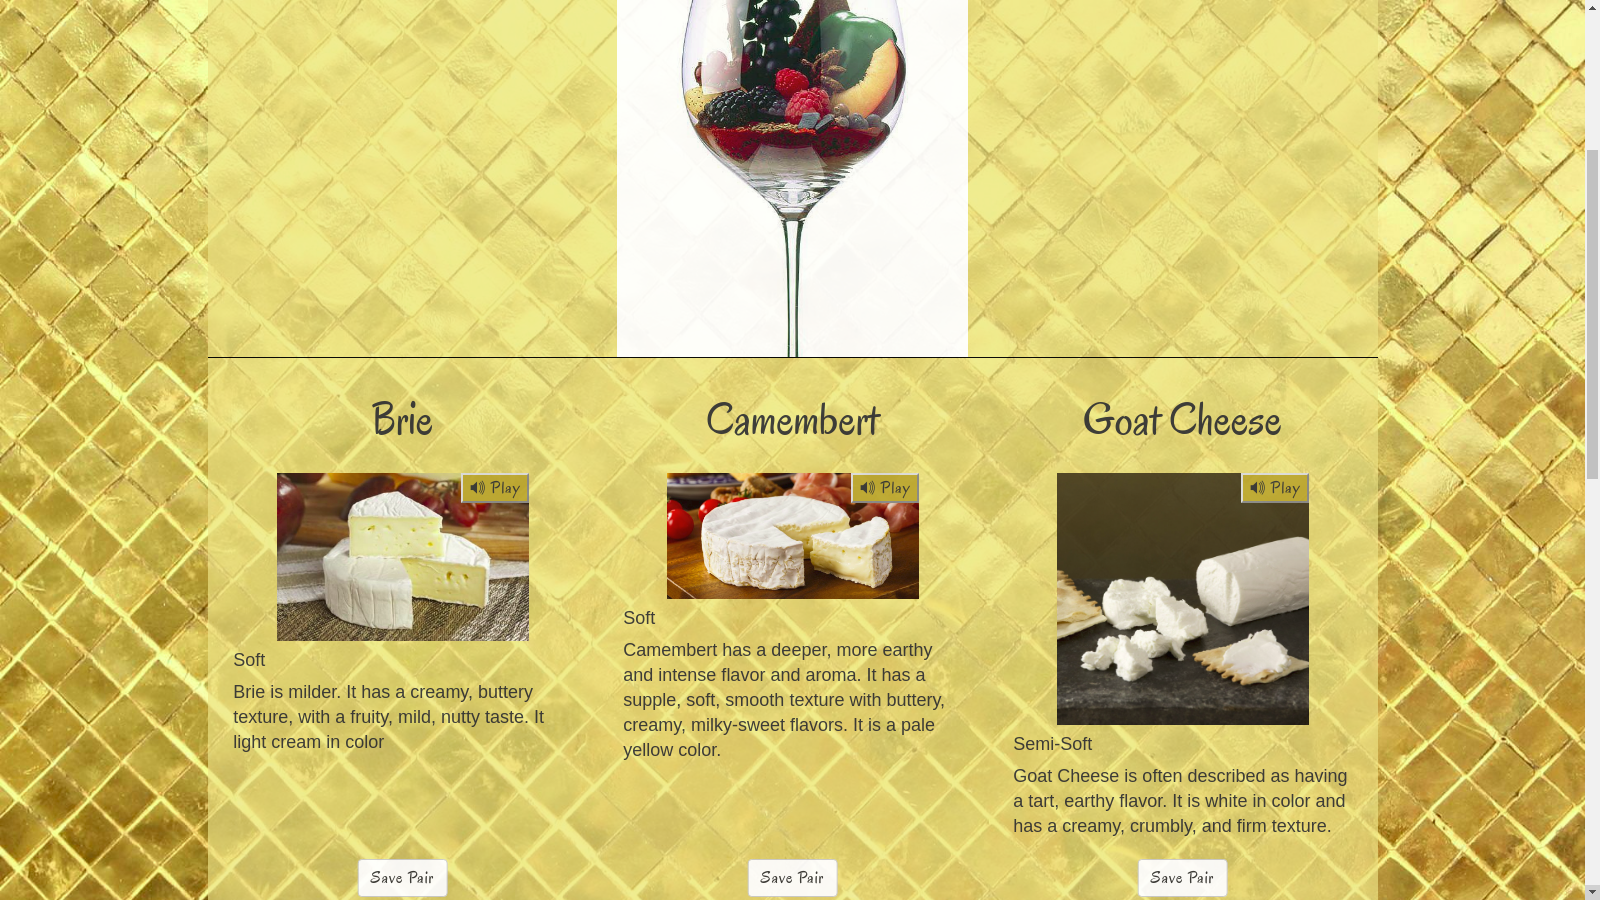 Brie
Camembert
Goat Cheese
Play
Play
Play
Soft
Brie is milder. It has a creamy, buttery
texture, with a fruity, mild, nutty taste. It
light cream in color
Soft
Camembert has a deeper, more earthy
and intense flavor and aroma. It has a
supple, soft, smooth texture with buttery,
creamy, milky-sweet flavors. It is a pale
yellow color.
Semi-Soft
Goat Cheese is often described as having
a tart, earthy flavor. It is white in color and
has a creamy, crumbly, and firm texture.
Save Pair
Save Pair
Save Pair